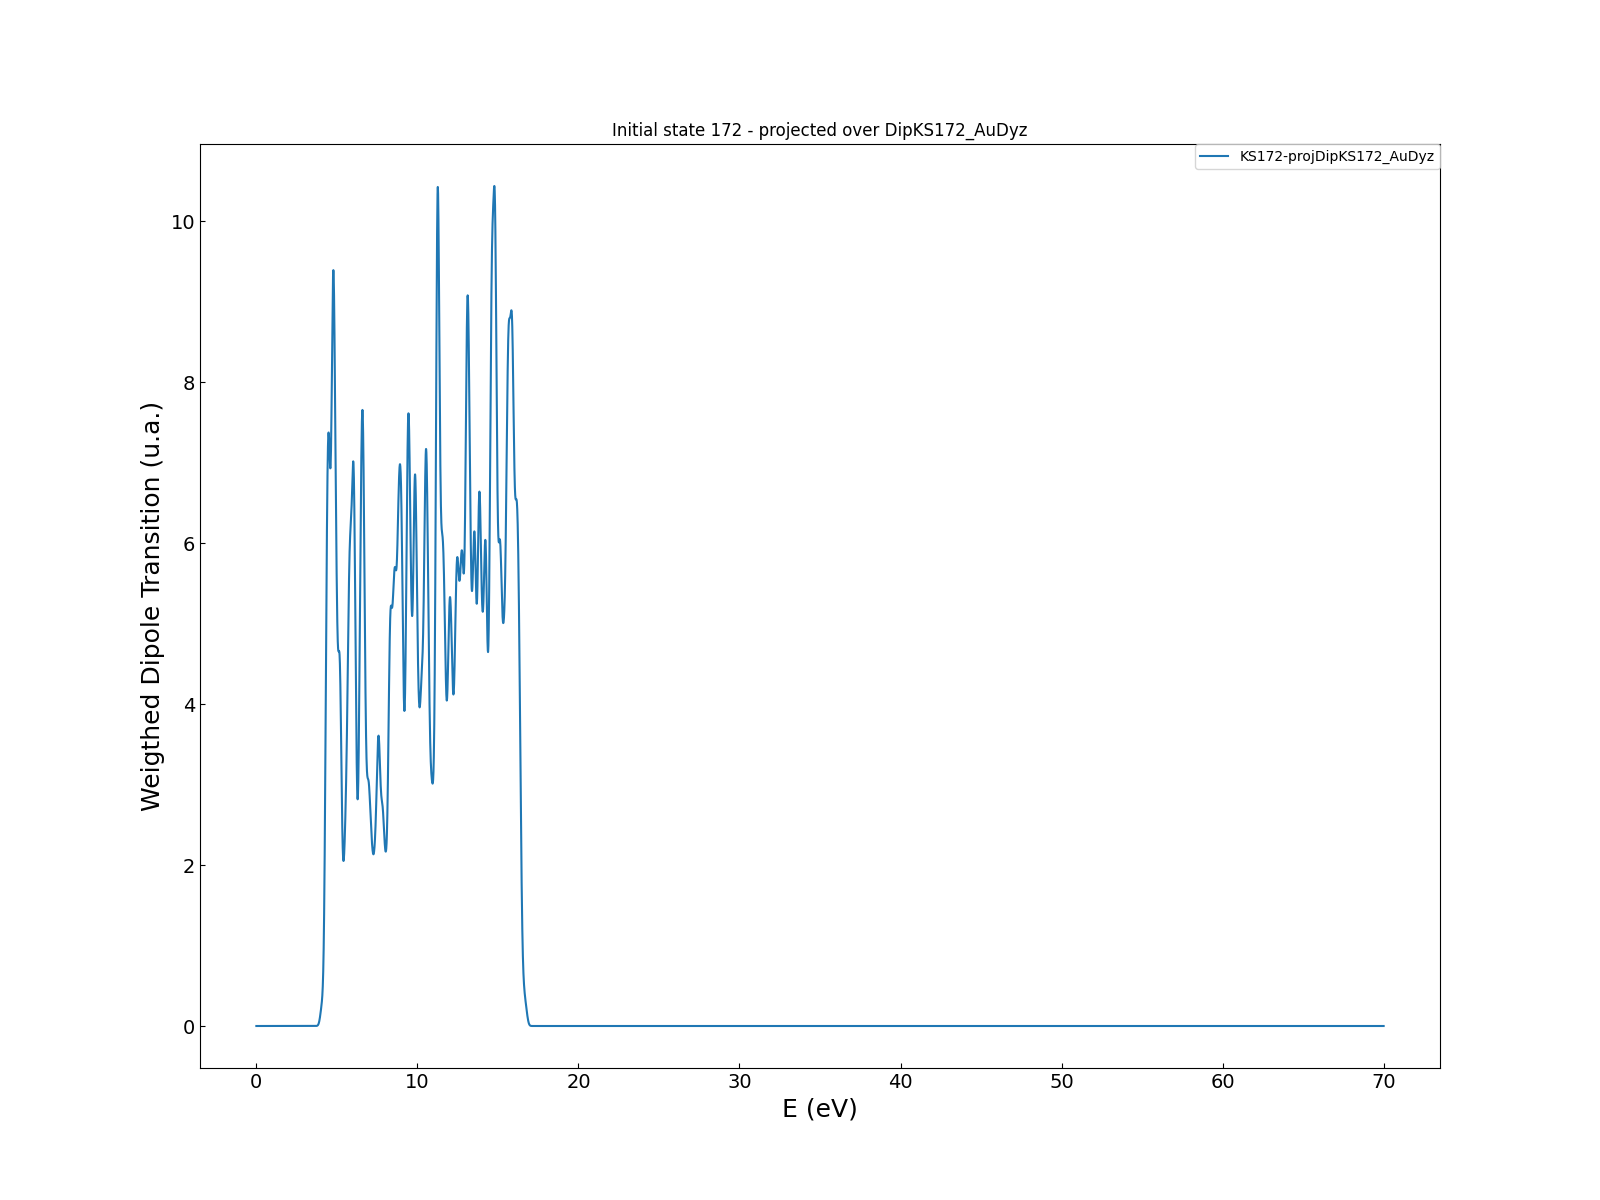 Initial state 172 - projected over DipKS172_AuDyz
KS172-projDipKS172_AuDyz
10
8
6
4
2
0
Weigthed Dipole Transition (u.a.)
0 10 20 30 40 50 60 70
E (eV)